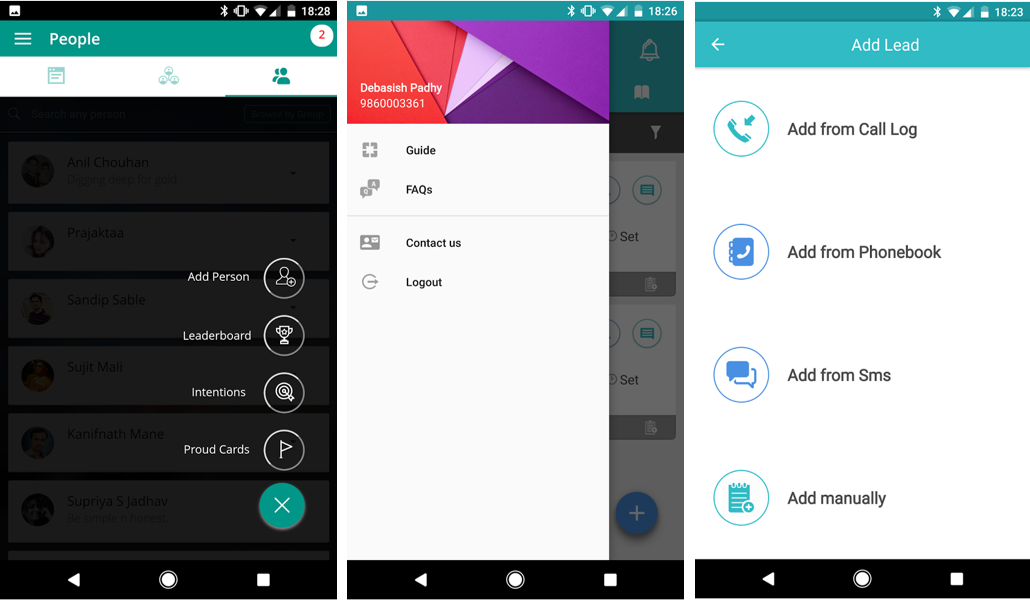 18:28
People
2
Search any person
Browse by Group
Anil Chouhan
Digging deep for gold
Prajaktaa
Add Person
Sandip Sable
Leaderboard
Sujit Mali
Intentions
Kanifnath Mane
Proud Cards
Supriya S Jadhav
Be simple n honest.
18:26
Debasish Padhy
9860003361
Guide
FAQs
Contact us
Logout
Set
Set
18:23
Add Lead
Add from Call Log
Add from Phonebook
Add from Sms
Add manually